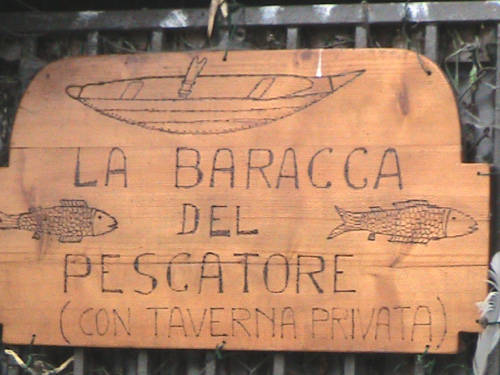 LA BARACCA
DEL
PESCATORE
(CON TAVERNA PRIVATA)